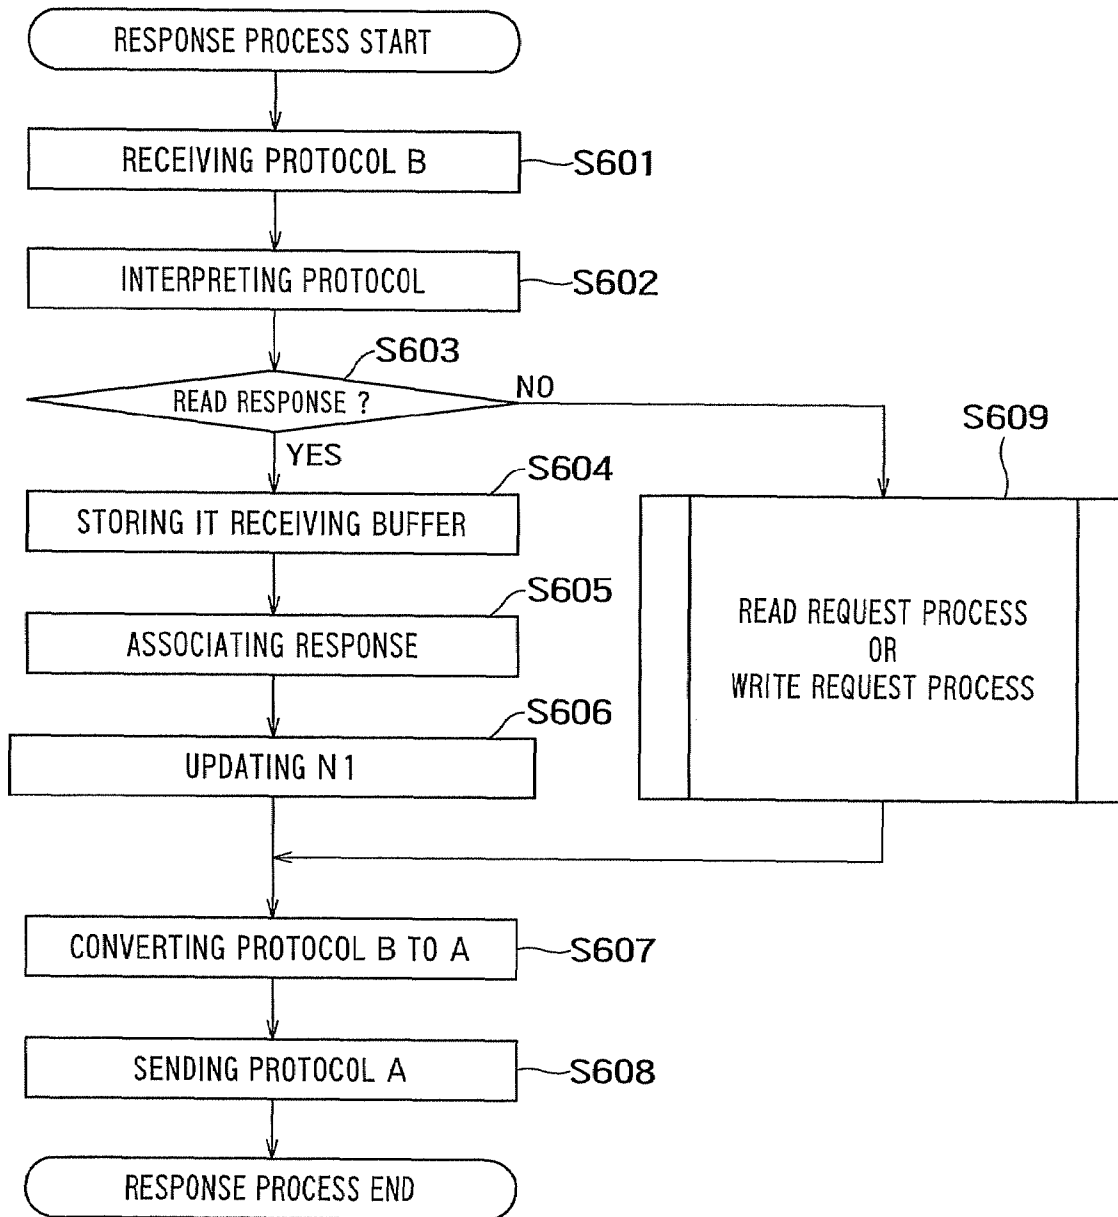 RESPONSE PROCESS START
RECEIVING PROTOCOL B
S601
INTERPRETING PROTOCOL
S602
S603
READ RESPONSE ?
NO
YES
S609
S604
STORING IT RECEIVING BUFFER
S605
ASSOCIATING RESPONSE
READ REQUEST PROCESS
OR
WRITE REQUEST PROCESS
S606
UPDATING N1
CONVERTING PROTOCOL B TO A
S607
SENDING PROTOCOL A
S608
RESPONSE PROCESS END